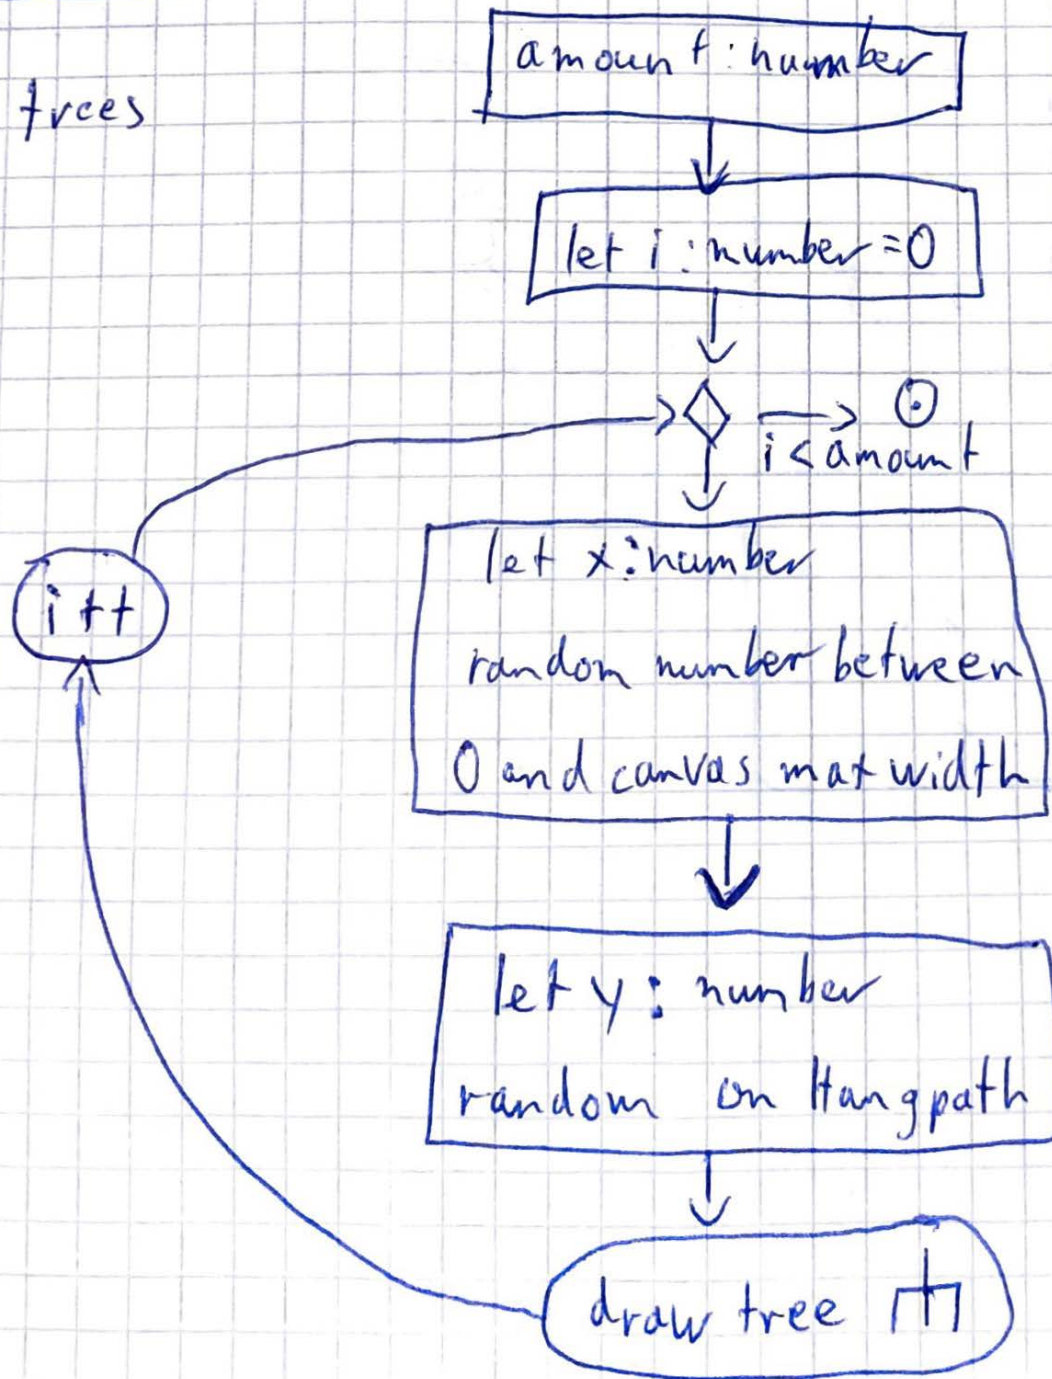 amount: number
trees
let i: number = 0
i < amount
let x: number
i++
random number between
0 and canvas max width
let y: number
random on Hangpath
draw tree